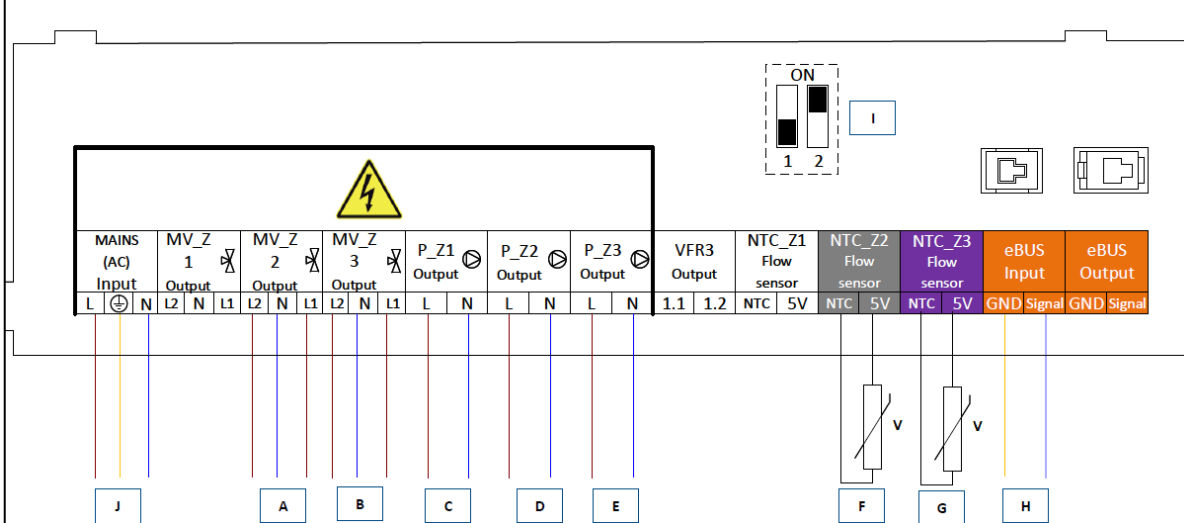 ON
1 2
I
MAINS
(AC)
Input
MV_Z
1
Output
MV_Z
2
Output
MV_Z
3
Output
P_Z1
Output
P_Z2
Output
P_Z3
Output
VFR3
Output
NTC_Z1
Flow
sensor
NTC_Z2
Flow
sensor
NTC_Z3
Flow
sensor
eBUS
Input
eBUS
Output
L N L2 N L1 L2 N L1 L2 N L1 L N L N L N 1.1 1.2 NTC 5V NTC 5V NTC 5V GND Signal GND Signal
V V
J A B C D E F G H